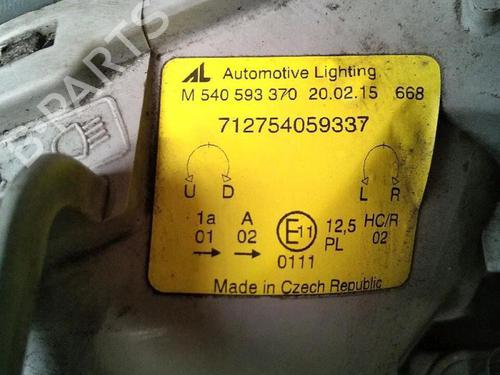 AL Automotive Lighting
M 540 593 370 20.02.15 668
712754059337
U D L R
1a A 12,5 HC/R
01 02 E11 PL 02
0111
Made in Czech Republic
B-PARTS